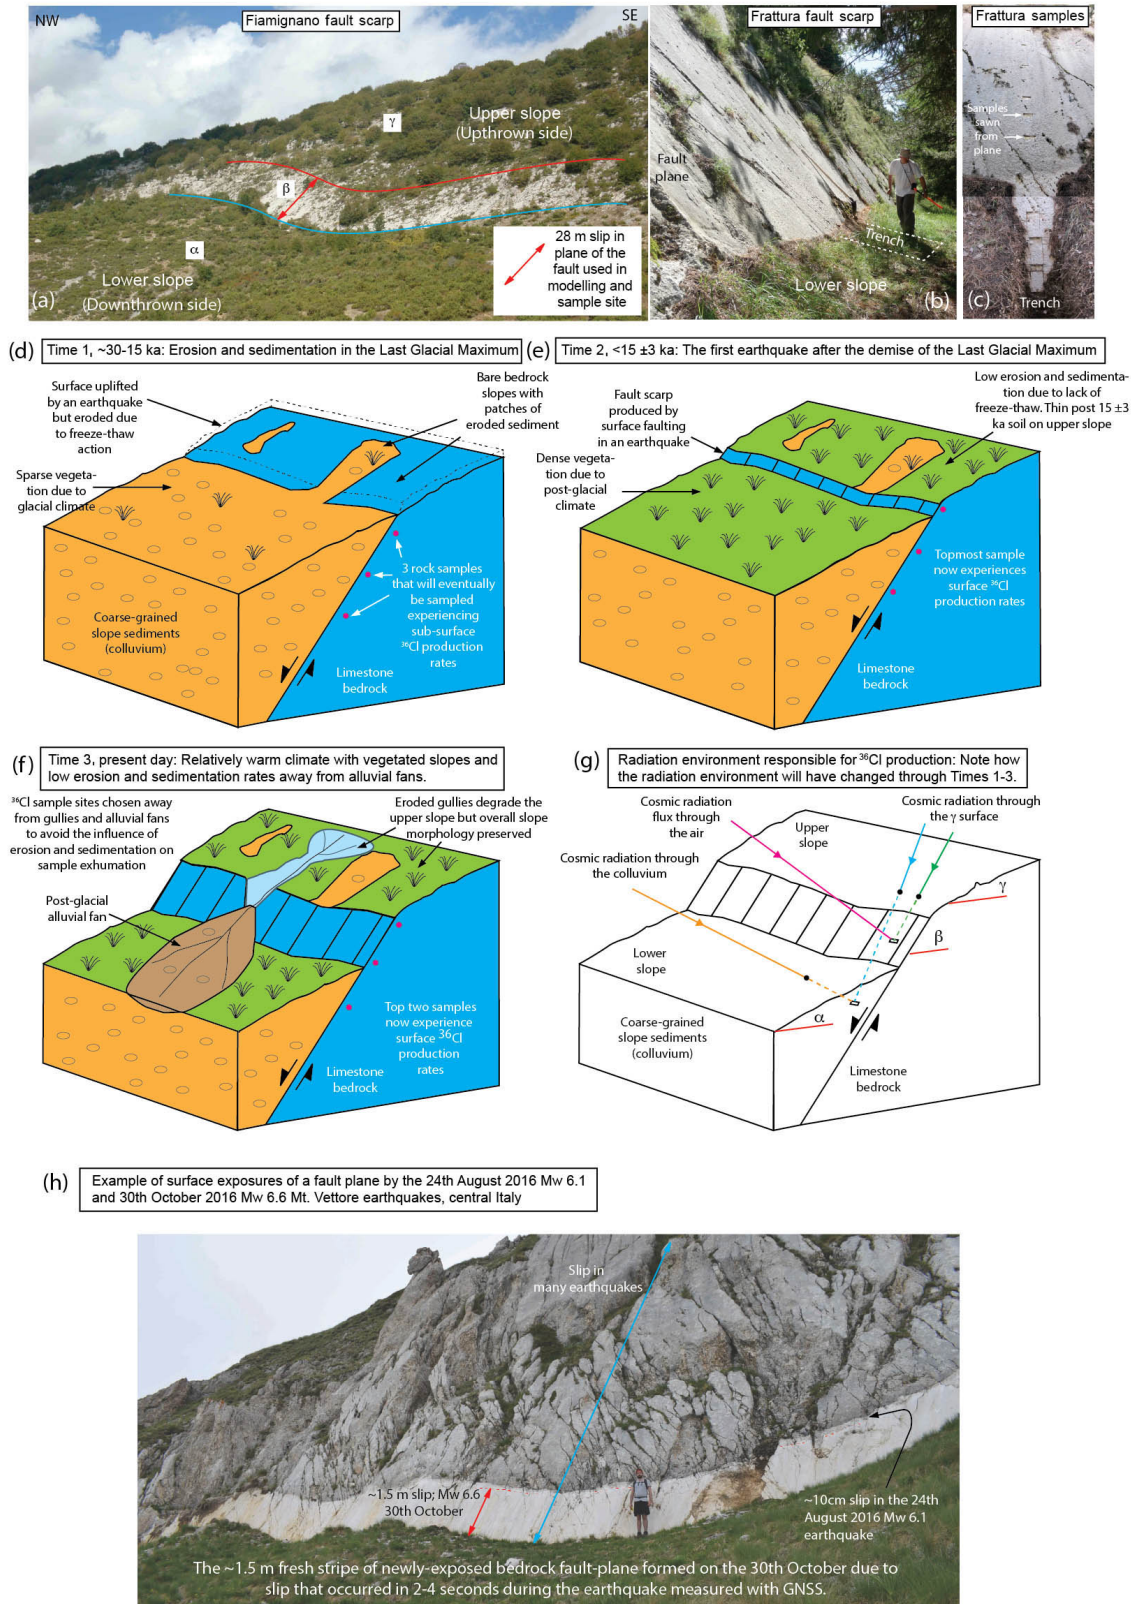 NW
Fiamignano fault scarp
SE
γ
Upper slope
(Upthrown side)
β
α
Lower slope
(Downthrown side)
(a)
28 m slip in
plane of the
fault used in
modelling and
sample site
Frattura fault scarp
Fault
plane
Trench
Lower slope
(b)
Frattura samples
Samples
sawn
from
plane
(c)
Trench
(d)
Time 1, ~30-15 ka: Erosion and sedimentation in the Last Glacial Maximum
Surface uplifted
by an earthquake
but eroded due
to freeze-thaw
action
Bare bedrock
slopes with
patches of
eroded sediment
Sparse vegeta-
tion due to
glacial climate
3 rock samples
that will eventually
be sampled
experiencing
sub-surface
³⁶Cl production
rates
Coarse-grained
slope sediments
(colluvium)
Limestone
bedrock
(e)
Time 2, <15 ±3 ka: The first earthquake after the demise of the Last Glacial Maximum
Fault scarp
produced by
surface faulting
in an earthquake
Low erosion and sedimenta-
tion due to lack of
freeze-thaw. Thin post 15 ±3
ka soil on upper slope
Dense vegeta-
tion due to
post-glacial
climate
Topmost sample
now experiences
surface ³⁶Cl
production rates
Limestone
bedrock
(f)
Time 3, present day: Relatively warm climate with vegetated slopes and
low erosion and sedimentation rates away from alluvial fans.
³⁶Cl sample sites chosen away
from gullies and alluvial fans
to avoid the influence of
erosion and sedimentation on
sample exhumation
Eroded gullies degrade the
upper slope but overall slope
morphology preserved
Post-glacial
alluvial fan
Top two samples
now experience
surface ³⁶Cl
production
rates
Limestone
bedrock
(g)
Radiation environment responsible for ³⁶Cl production: Note how
the radiation environment will have changed through Times 1-3.
Cosmic radiation
flux through
the air
Cosmic radiation through
the γ surface
Upper
slope
Cosmic radiation through
the colluvium
γ
β
Lower
slope
α
Coarse-grained
slope sediments
(colluvium)
Limestone
bedrock
(h)
Example of surface exposures of a fault plane by the 24th August 2016 Mw 6.1
and 30th October 2016 Mw 6.6 Mt. Vettore earthquakes, central Italy
Slip in
many earthquakes
~1.5 m slip; Mw 6.6
30th October
~10cm slip in the 24th
August 2016 Mw 6.1
earthquake
The ~1.5 m fresh stripe of newly-exposed bedrock fault-plane formed on the 30th October due to
slip that occurred in 2-4 seconds during the earthquake measured with GNSS.